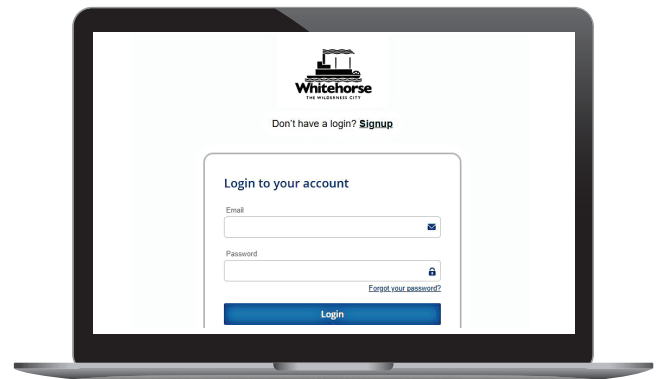 Whitehorse
THE WILDERNESS CITY
Don't have a login? Signup
Login to your account
Email
Password
Forgot your password?
Login